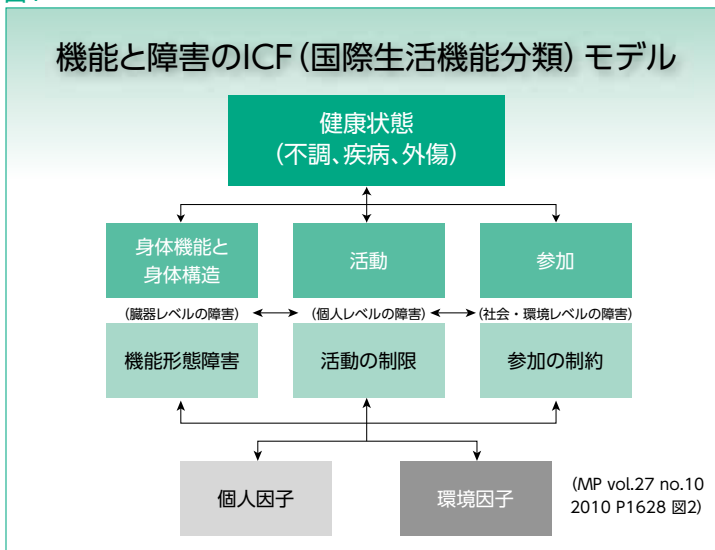 機能と障害のICF（国際生活機能分類）モデル
健康状態
（不調、疾病、外傷）
身体機能と
身体構造
活動
参加
（臓器レベルの障害）
（個人レベルの障害）
（社会・環境レベルの障害）
機能形態障害
活動の制限
参加の制約
個人因子
環境因子
（MP vol.27 no.10
2010 P1628 図2）